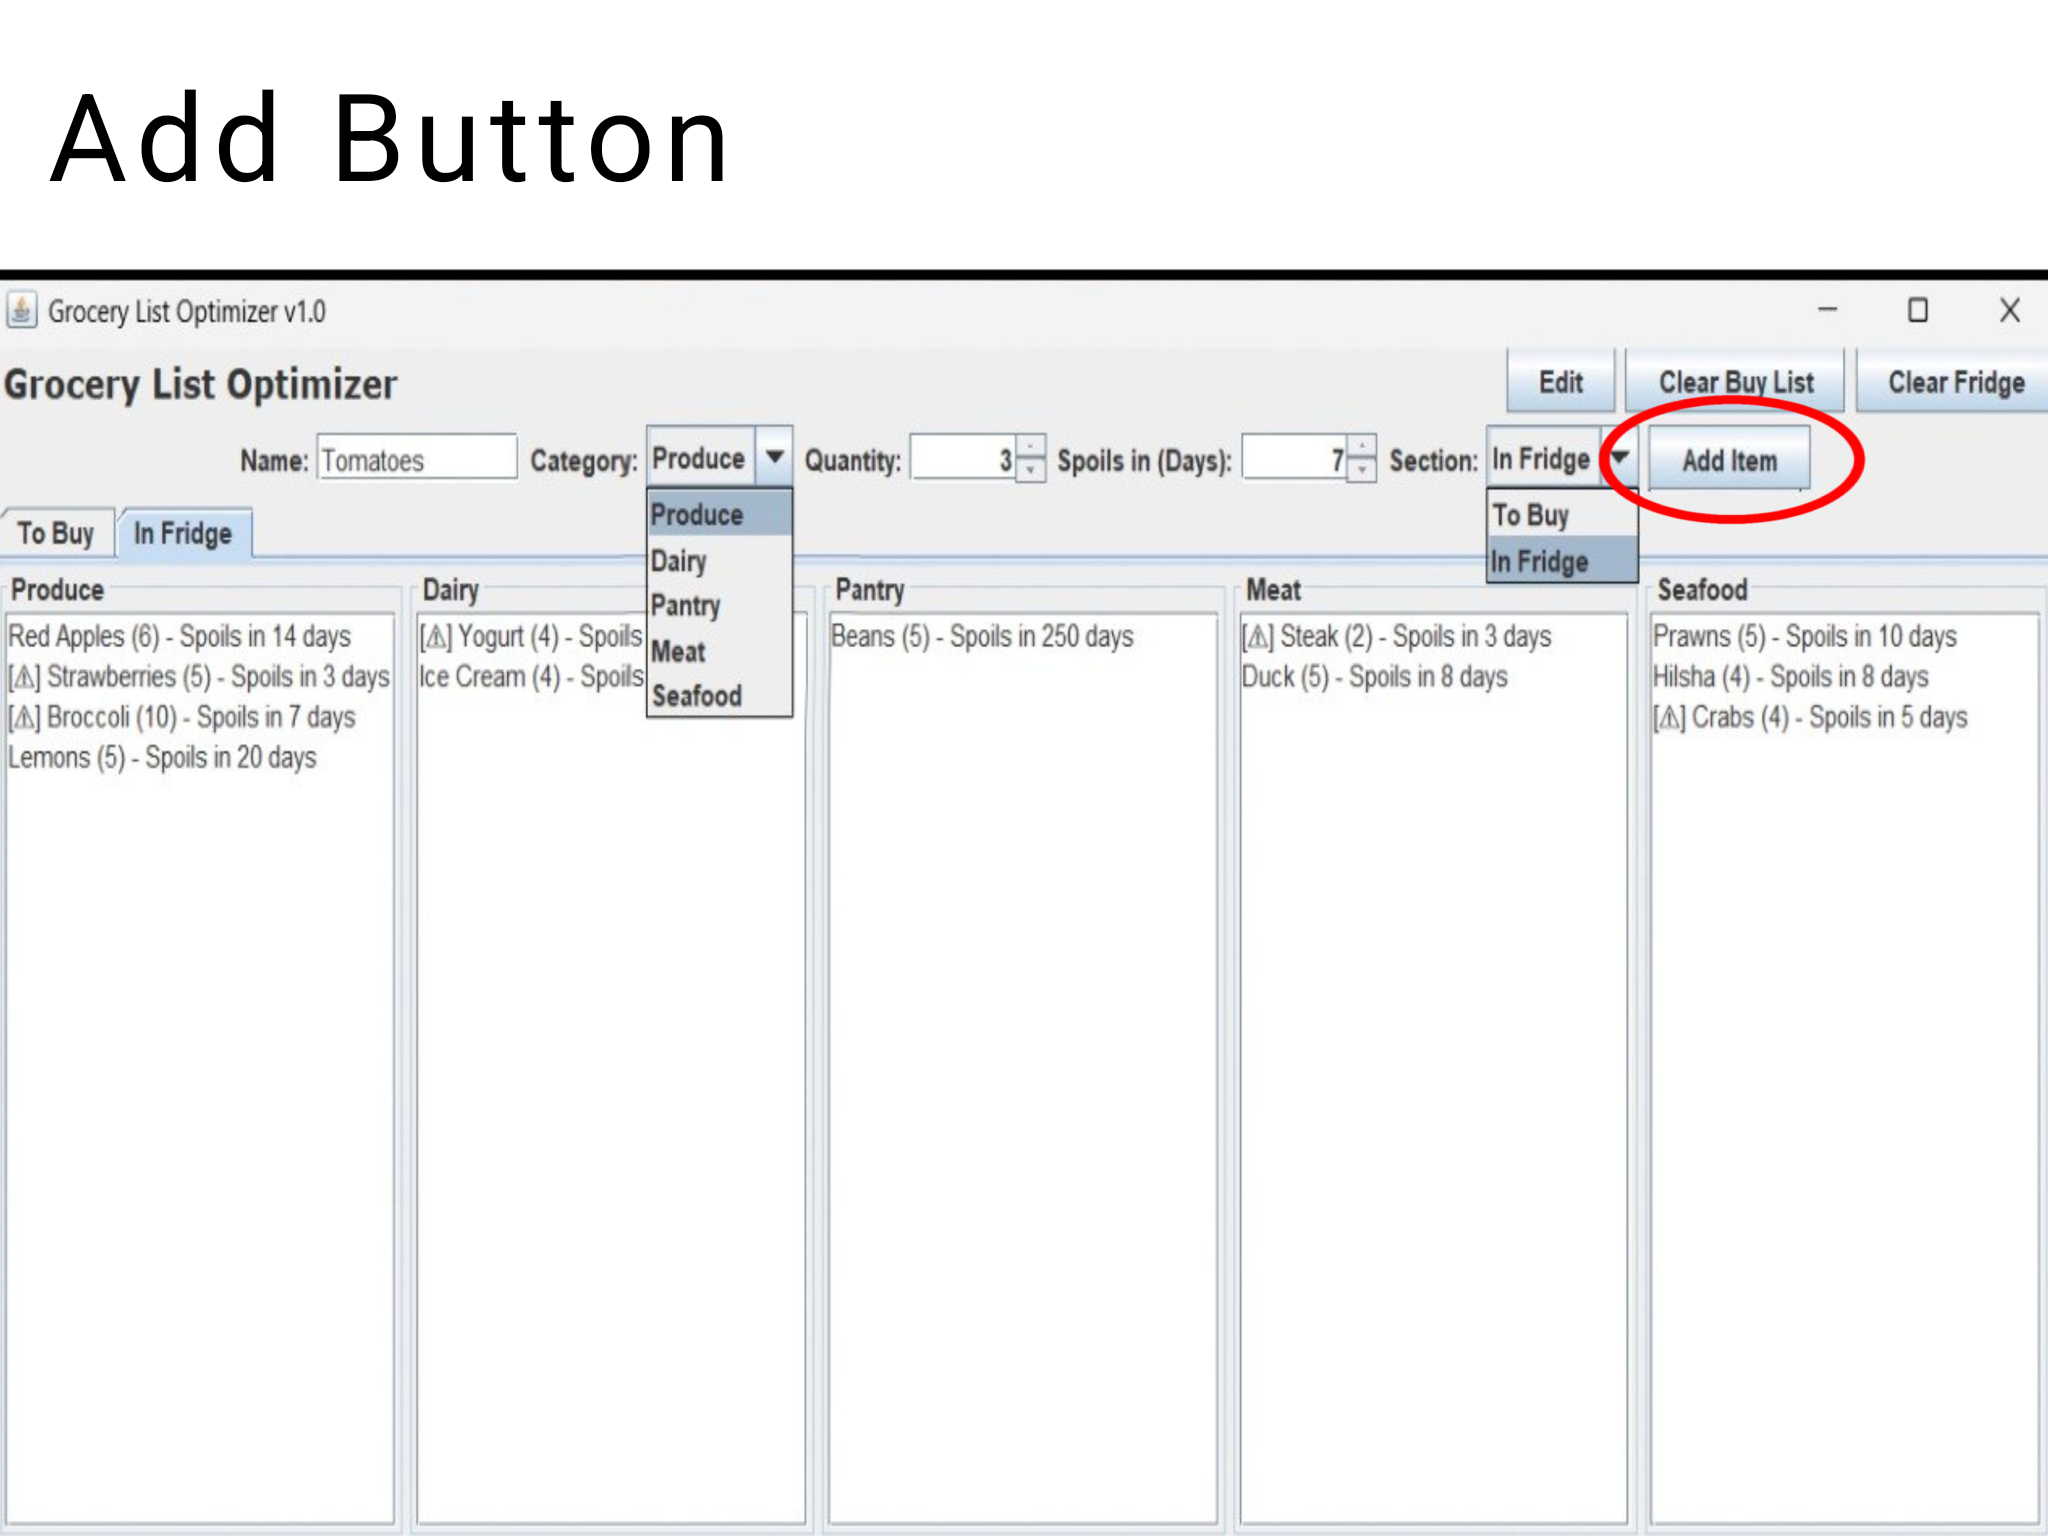 Add Button
Grocery List Optimizer v1.0
Grocery List Optimizer
Edit
Clear Buy List
Clear Fridge
Name: Tomatoes
Category: Produce
Quantity: 3
Spoils in (Days): 7
Section: In Fridge
Add Item
Produce
Dairy
Pantry
Meat
Seafood
To Buy
In Fridge
To Buy
In Fridge
Produce
Red Apples (6) - Spoils in 14 days
[⚠] Strawberries (5) - Spoils in 3 days
[⚠] Broccoli (10) - Spoils in 7 days
Lemons (5) - Spoils in 20 days
Dairy
[⚠] Yogurt (4) - Spoils
Ice Cream (4) - Spoils
Pantry
Beans (5) - Spoils in 250 days
Meat
[⚠] Steak (2) - Spoils in 3 days
Duck (5) - Spoils in 8 days
Seafood
Prawns (5) - Spoils in 10 days
Hilsha (4) - Spoils in 8 days
[⚠] Crabs (4) - Spoils in 5 days